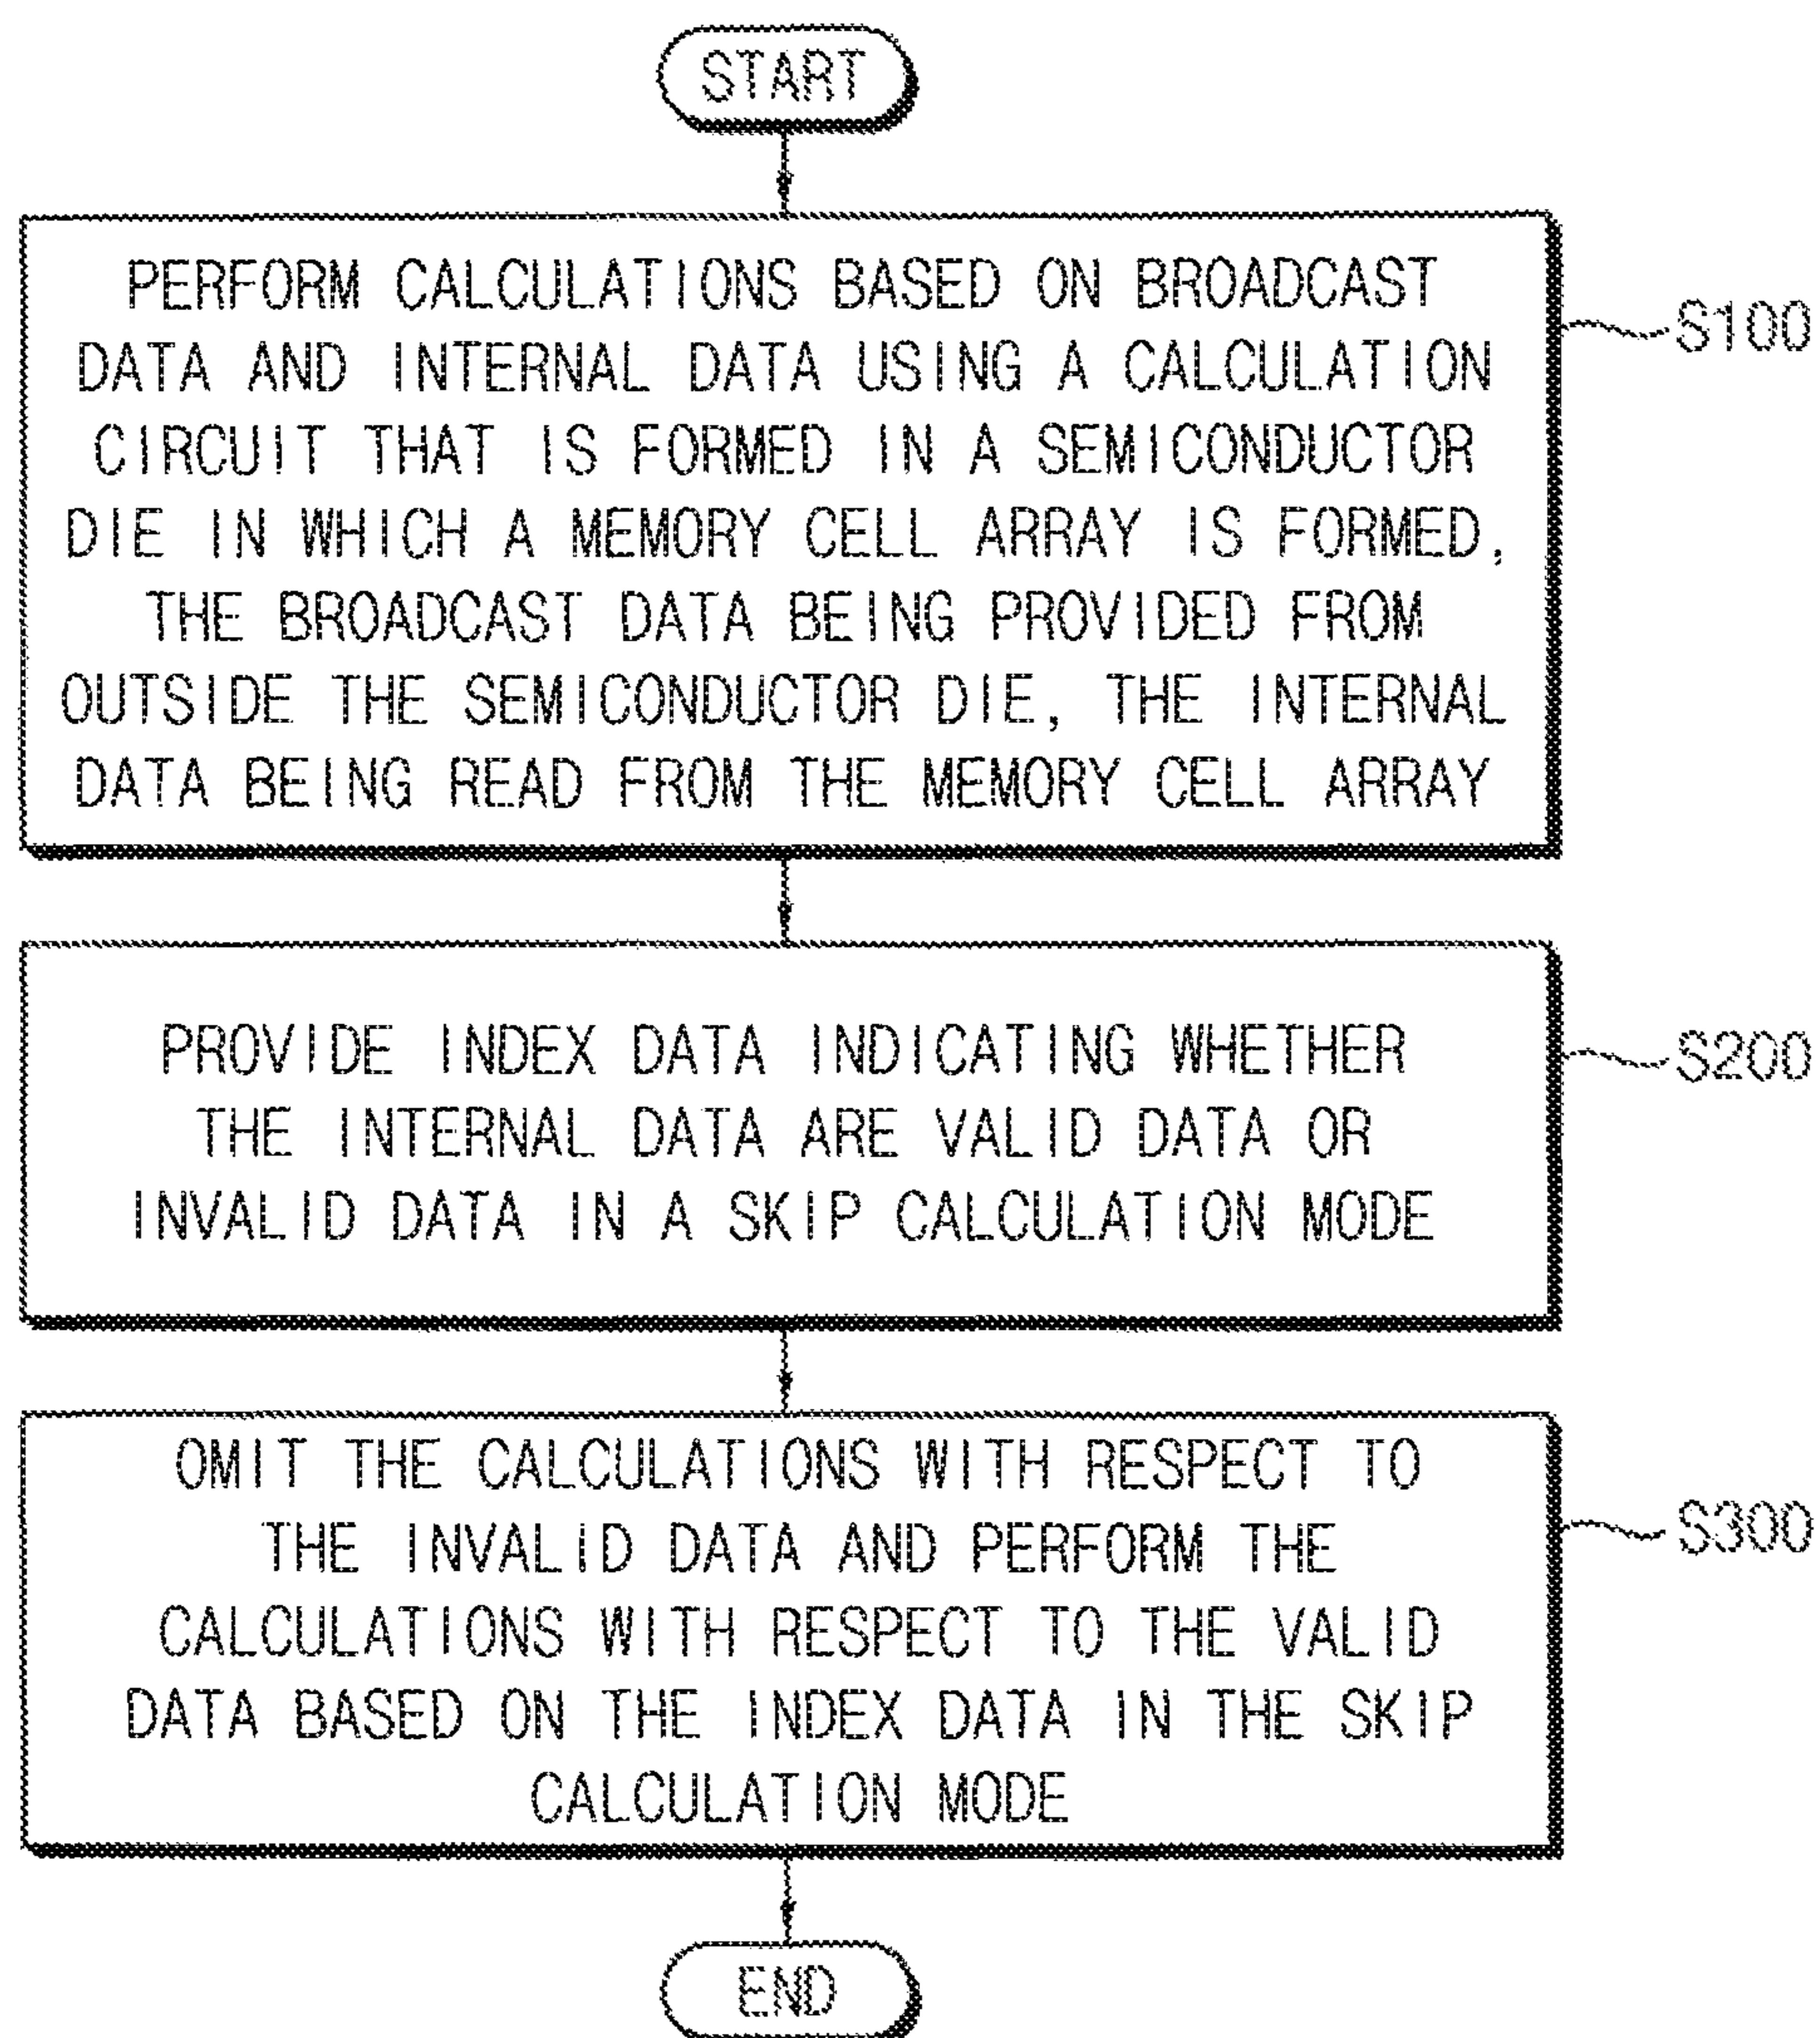 START
PERFORM CALCULATIONS BASED ON BROADCAST
DATA AND INTERNAL DATA USING A CALCULATION
CIRCUIT THAT IS FORMED IN A SEMICONDUCTOR
DIE IN WHICH A MEMORY CELL ARRAY IS FORMED,
THE BROADCAST DATA BEING PROVIDED FROM
OUTSIDE THE SEMICONDUCTOR DIE, THE INTERNAL
DATA BEING READ FROM THE MEMORY CELL ARRAY
S100
PROVIDE INDEX DATA INDICATING WHETHER
THE INTERNAL DATA ARE VALID DATA OR
INVALID DATA IN A SKIP CALCULATION MODE
S200
OMIT THE CALCULATIONS WITH RESPECT TO
THE INVALID DATA AND PERFORM THE
CALCULATIONS WITH RESPECT TO THE VALID
DATA BASED ON THE INDEX DATA IN THE SKIP
CALCULATION MODE
S300
END